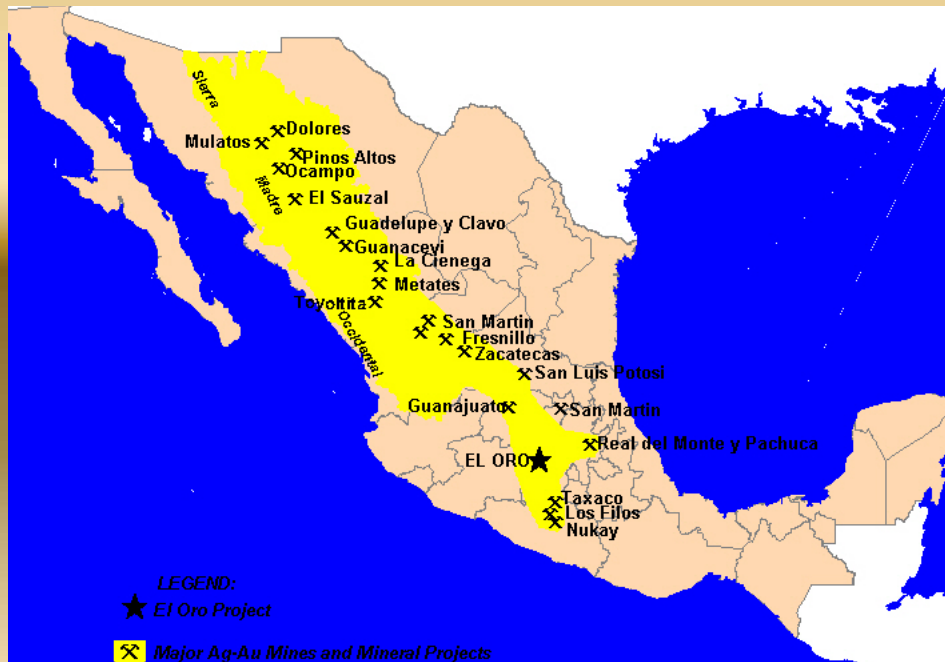 Sierra
Dolores
Mulatos
Pinos Altos
Ocampo
Madre
El Sauzal
Guadelupe y Clavo
Guanacevi
La Cienega
Metates
Tayoltita
Occidental
San Martin
Fresnillo
Zacatecas
San Luis Potosi
Guanajuato
San Martin
Real del Monte y Pachuca
EL ORO
Taxaco
Los Filos
Nukay
LEGEND:
El Oro Project
Major Ag-Au Mines and Mineral Projects